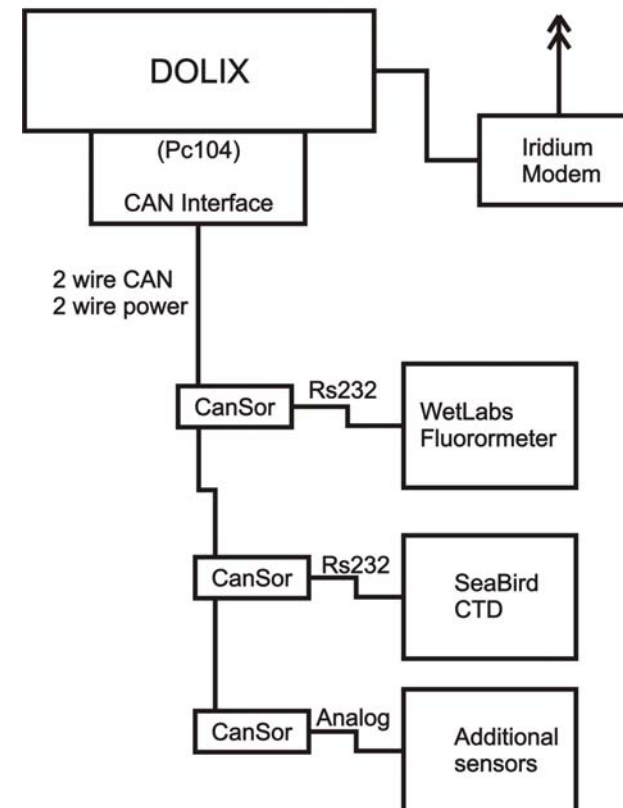 DOLIX
(Pc104)
CAN Interface
Iridium
Modem
2 wire CAN
2 wire power
CanSor
Rs232
WetLabs
Fluorormeter
CanSor
Rs232
SeaBird
CTD
CanSor
Analog
Additional
sensors